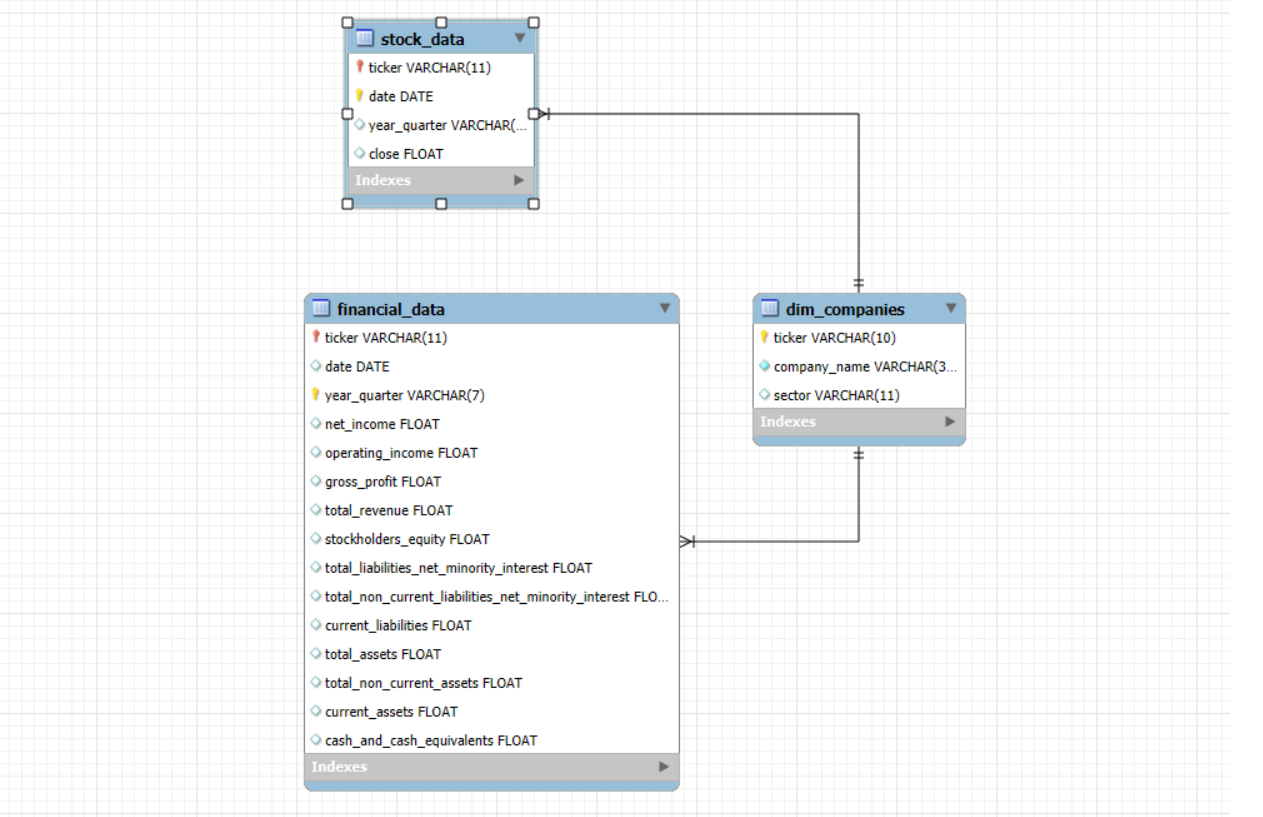 stock_data
ticker VARCHAR(11)
date DATE
year_quarter VARCHAR(...
close FLOAT
Indexes
financial_data
ticker VARCHAR(11)
date DATE
year_quarter VARCHAR(7)
net_income FLOAT
operating_income FLOAT
gross_profit FLOAT
total_revenue FLOAT
stockholders_equity FLOAT
total_liabilities_net_minority_interest FLOAT
total_non_current_liabilities_net_minority_interest FLO...
current_liabilities FLOAT
total_assets FLOAT
total_non_current_assets FLOAT
current_assets FLOAT
cash_and_cash_equivalents FLOAT
Indexes
dim_companies
ticker VARCHAR(10)
company_name VARCHAR(3...
sector VARCHAR(11)
Indexes